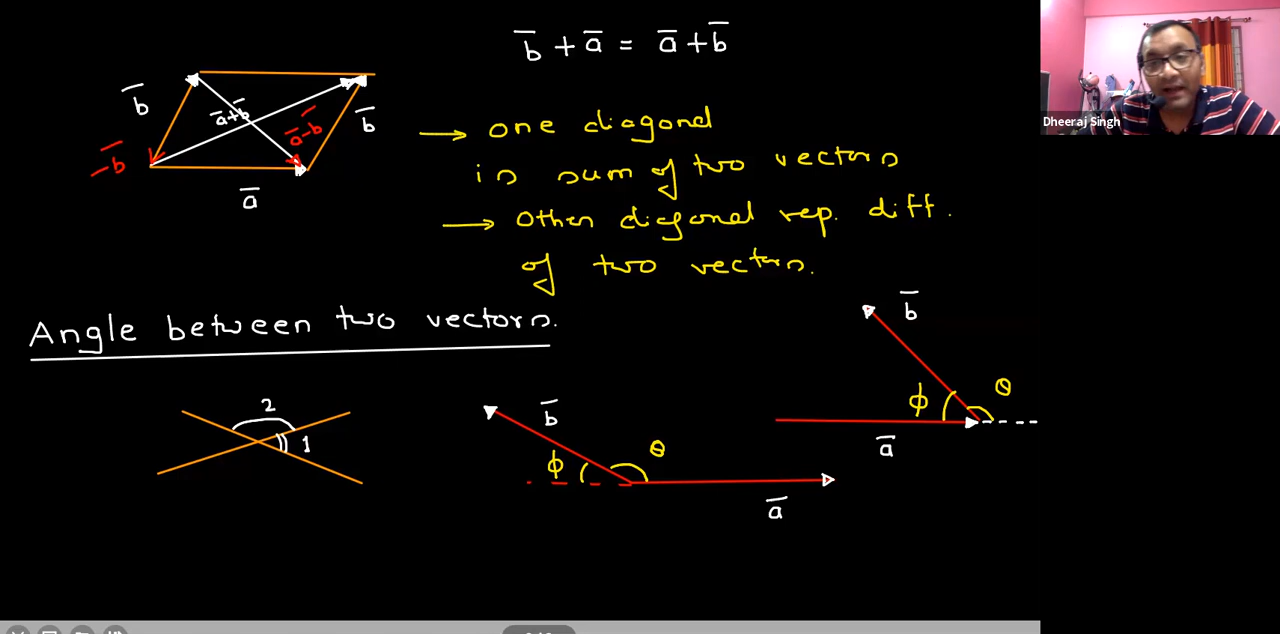 b̅ + a̅ = a̅ + b̅
b̅
a̅+b̅
a̅-b̅
b̅
-b̅
a̅
→ one diagonal
is sum of two vectors
→ Other diagonal rep. diff.
of two vectors.
Dheeraj Singh
Angle between two vectors.
2
1
b̅
θ
ϕ
a̅
b̅
θ
ϕ
a̅